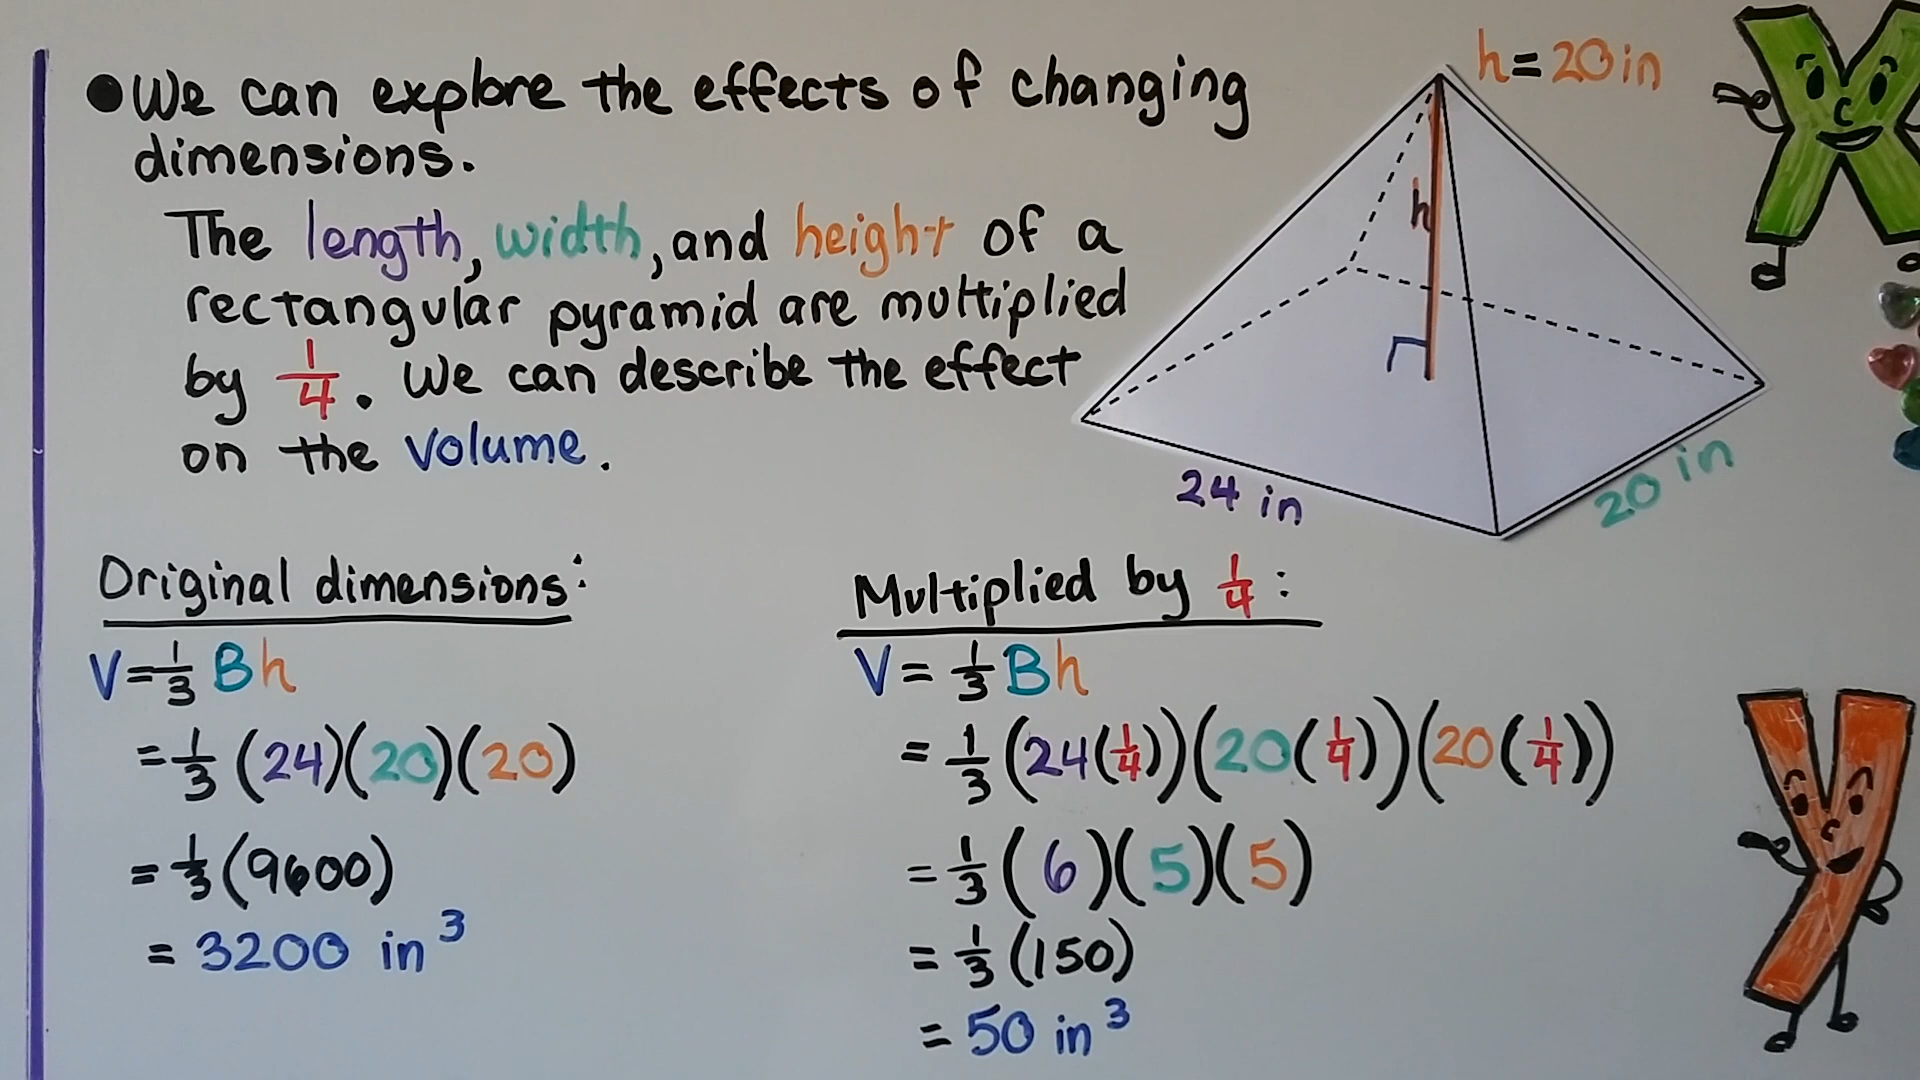 ●We can explore the effects of changing
dimensions.
The length, width, and height of a
rectangular pyramid are multiplied
by 1/4. We can describe the effect
on the volume.
h=20in
h
24 in
20 in
Original dimensions:
V=1/3 Bh
=1/3 (24)(20)(20)
=1/3 (9600)
= 3200 in³
Multiplied by 1/4:
V= 1/3 Bh
= 1/3 (24(1/4))(20(1/4))(20(1/4))
= 1/3 (6)(5)(5)
= 1/3 (150)
= 50 in³